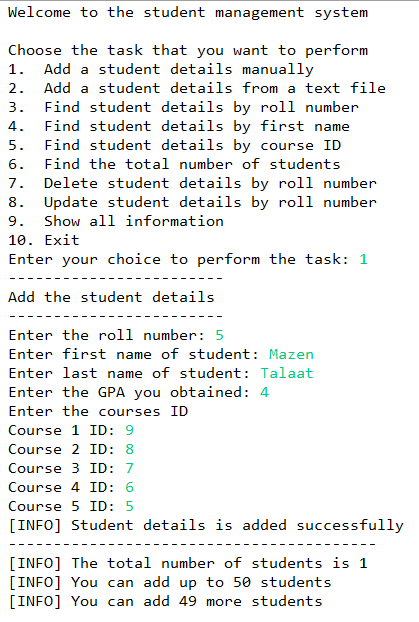 Welcome to the student management system
Choose the task that you want to perform
1.  Add a student details manually
2.  Add a student details from a text file
3.  Find student details by roll number
4.  Find student details by first name
5.  Find student details by course ID
6.  Find the total number of students
7.  Delete student details by roll number
8.  Update student details by roll number
9.  Show all information
10. Exit
Enter your choice to perform the task: 1
------------------------
Add the student details
------------------------
Enter the roll number: 5
Enter first name of student: Mazen
Enter last name of student: Talaat
Enter the GPA you obtained: 4
Enter the courses ID
Course 1 ID: 9
Course 2 ID: 8
Course 3 ID: 7
Course 4 ID: 6
Course 5 ID: 5
[INFO] Student details is added successfully
-----------------------------------------
[INFO] The total number of students is 1
[INFO] You can add up to 50 students
[INFO] You can add 49 more students